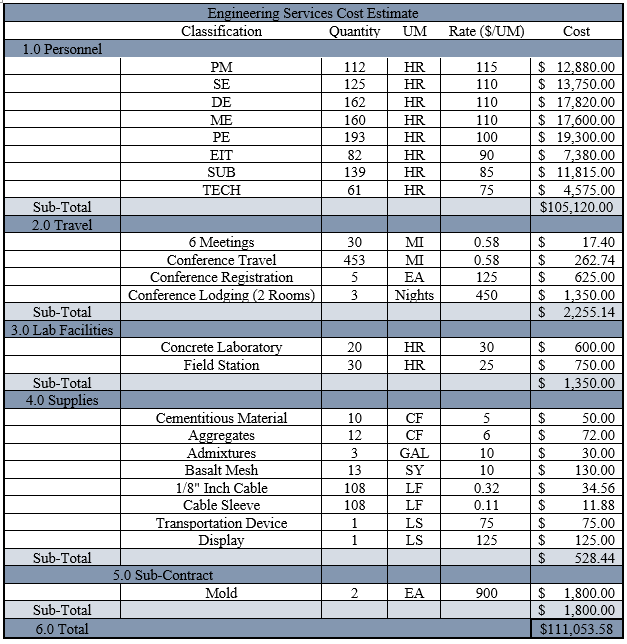 Engineering Services Cost Estimate
Classification Quantity UM Rate ($/UM) Cost
1.0 Personnel
PM 112 HR 115 $ 12,880.00
SE 125 HR 110 $ 13,750.00
DE 162 HR 110 $ 17,820.00
ME 160 HR 110 $ 17,600.00
PE 193 HR 100 $ 19,300.00
EIT 82 HR 90 $ 7,380.00
SUB 139 HR 85 $ 11,815.00
TECH 61 HR 75 $ 4,575.00
Sub-Total $105,120.00
2.0 Travel
6 Meetings 30 MI 0.58 $ 17.40
Conference Travel 453 MI 0.58 $ 262.74
Conference Registration 5 EA 125 $ 625.00
Conference Lodging (2 Rooms) 3 Nights 450 $ 1,350.00
Sub-Total $ 2,255.14
3.0 Lab Facilities
Concrete Laboratory 20 HR 30 $ 600.00
Field Station 30 HR 25 $ 750.00
Sub-Total $ 1,350.00
4.0 Supplies
Cementitious Material 10 CF 5 $ 50.00
Aggregates 12 CF 6 $ 72.00
Admixtures 3 GAL 10 $ 30.00
Basalt Mesh 13 SY 10 $ 130.00
1/8" Inch Cable 108 LF 0.32 $ 34.56
Cable Sleeve 108 LF 0.11 $ 11.88
Transportation Device 1 LS 75 $ 75.00
Display 1 LS 125 $ 125.00
Sub-Total $ 528.44
5.0 Sub-Contract
Mold 2 EA 900 $ 1,800.00
Sub-Total $ 1,800.00
6.0 Total $111,053.58